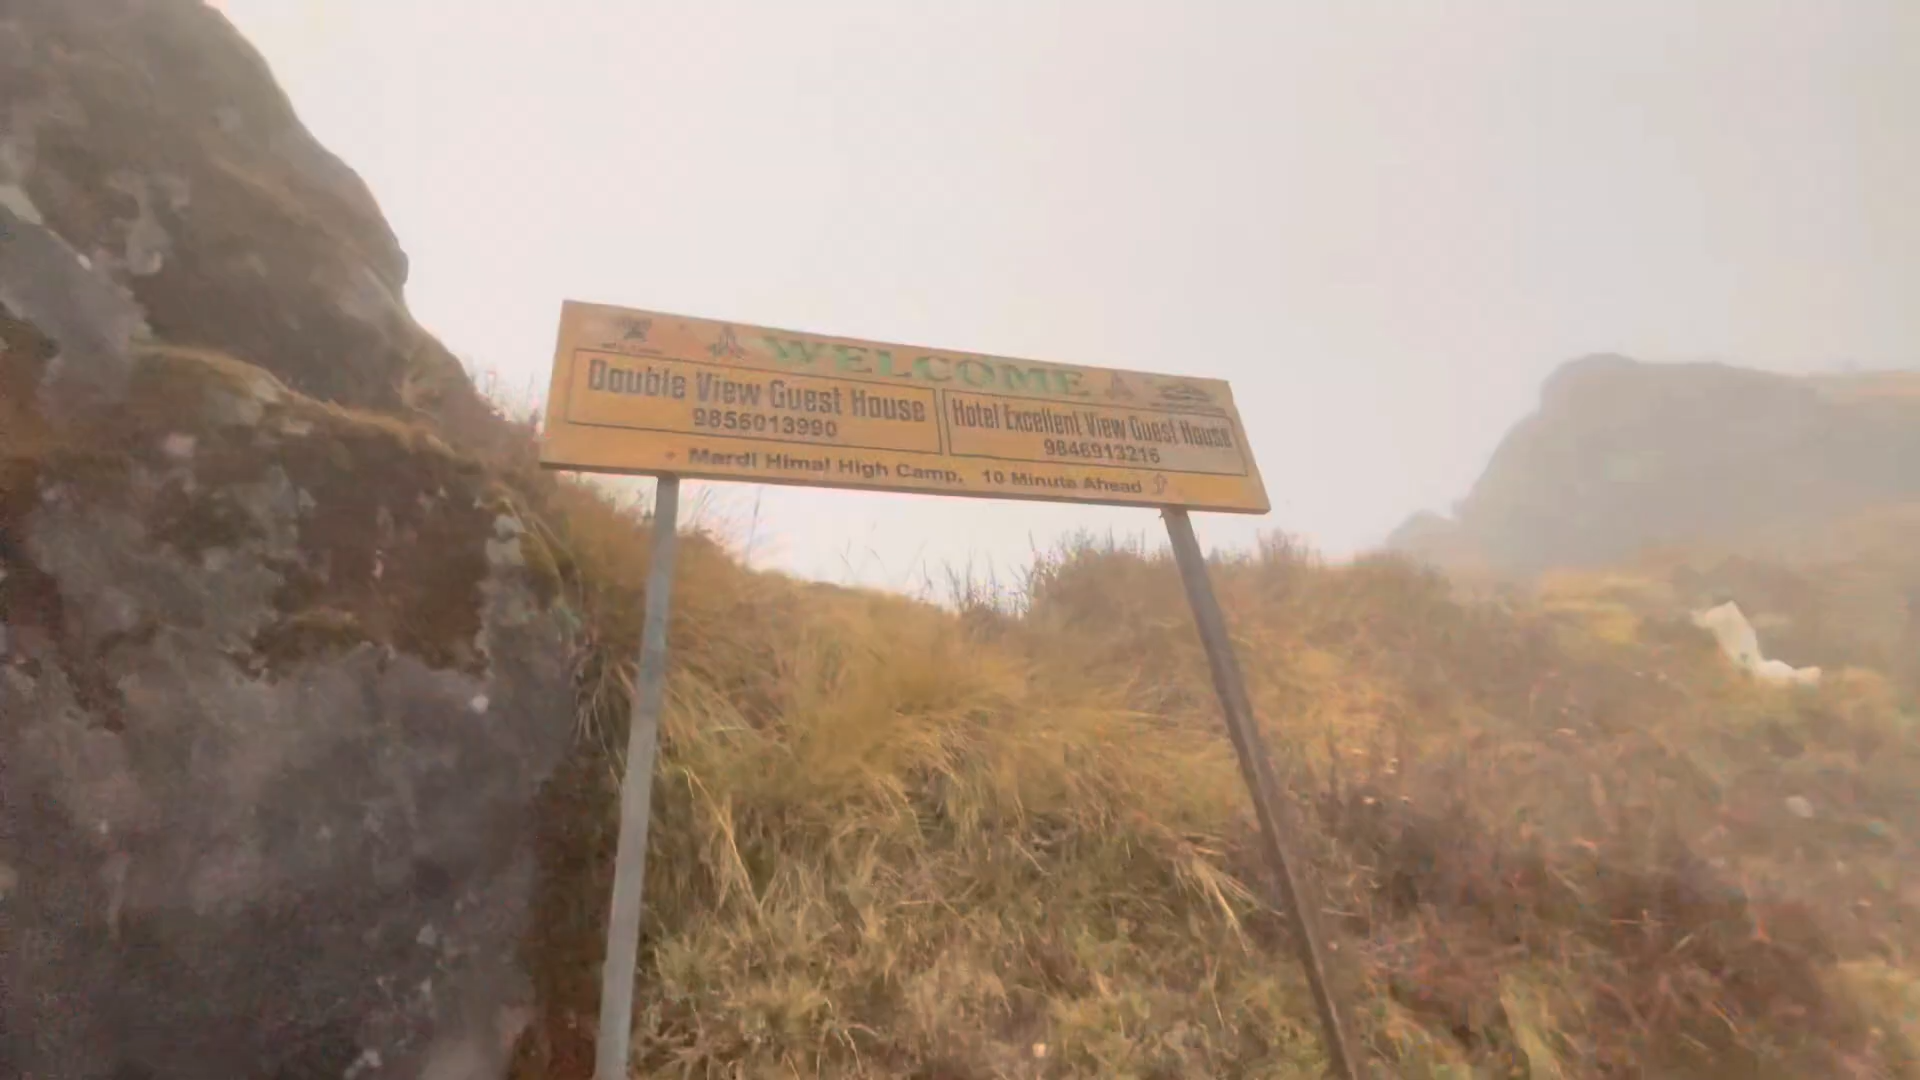 WELCOME
Double View Guest House
9856013990
Hotel Excellent View Guest House
9846913216
Mardi Himal High Camp, 10 Minute Ahead